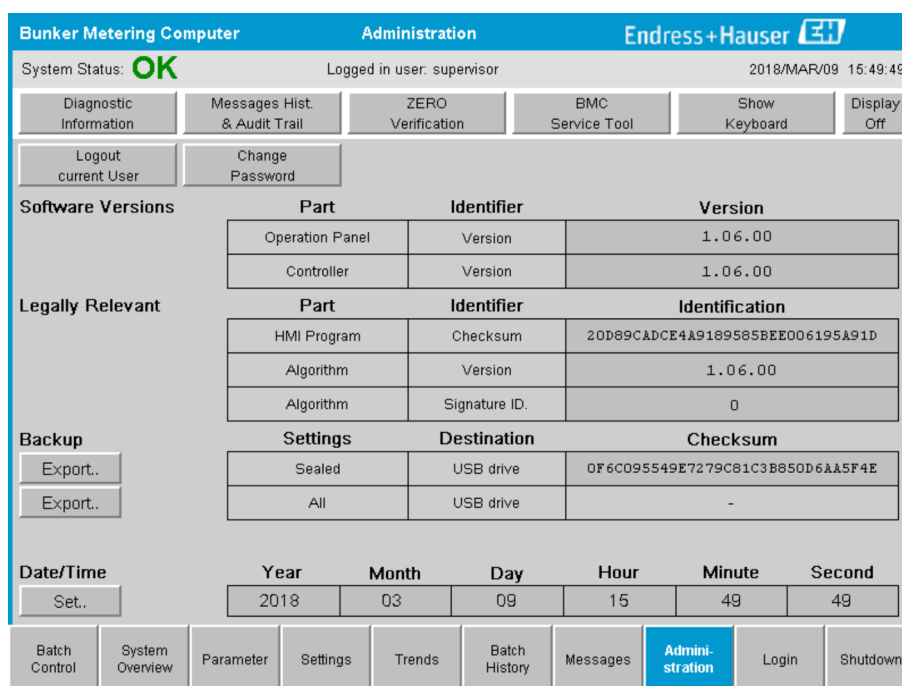 Bunker Metering Computer Administration Endress+Hauser EH
System Status: OK Logged in user: supervisor 2018/MAR/09 15:49:49
Diagnostic Information
Messages Hist. & Audit Trail
ZERO Verification
BMC Service Tool
Show Keyboard
Display Off
Logout current User
Change Password
Software Versions Part Identifier Version
Operation Panel Version 1.06.00
Controller Version 1.06.00
Legally Relevant Part Identifier Identification
HMI Program Checksum 20D89CADCE4A9189585BEE006195A91D
Algorithm Version 1.06.00
Algorithm Signature ID. 0
Backup Settings Destination Checksum
Export.. Sealed USB drive 0F6C095549E7279C81C3B850D6AA5F4E
Export.. All USB drive -
Date/Time Year Month Day Hour Minute Second
Set.. 2018 03 09 15 49 49
Batch Control
System Overview
Parameter
Settings
Trends
Batch History
Messages
Admini-
stration
Login
Shutdown